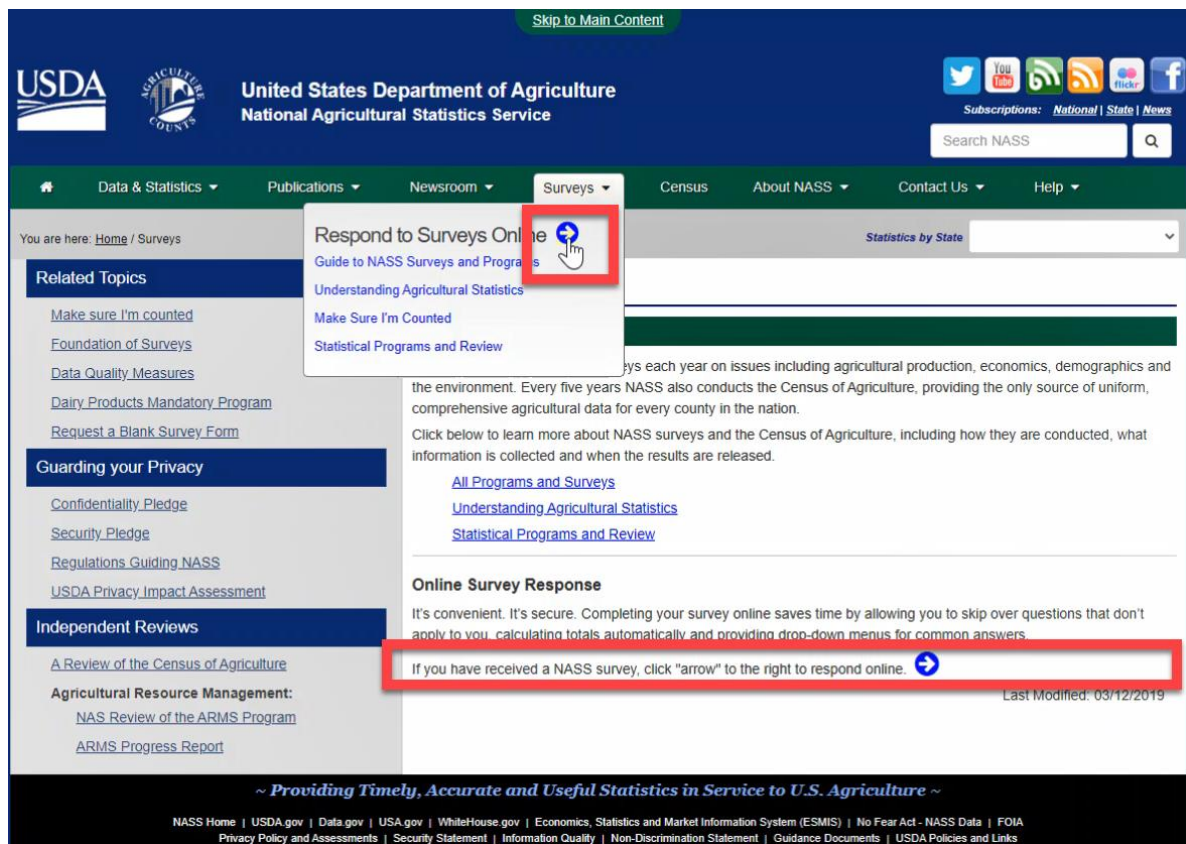 Skip to Main Content
USDA
AGRICULTURE
COUNTS
United States Department of Agriculture
National Agricultural Statistics Service
You
Tube
flickr
Subscriptions: National | State | News
Search NASS
Data & Statistics
Publications
Newsroom
Surveys
Census
About NASS
Contact Us
Help
You are here: Home / Surveys
Respond to Surveys Online
Guide to NASS Surveys and Programs
Understanding Agricultural Statistics
Make Sure I'm Counted
Statistical Programs and Review
Statistics by State
Related Topics
Make sure I'm counted
Foundation of Surveys
Data Quality Measures
Dairy Products Mandatory Program
Request a Blank Survey Form
Guarding your Privacy
Confidentiality Pledge
Security Pledge
Regulations Guiding NASS
USDA Privacy Impact Assessment
Independent Reviews
A Review of the Census of Agriculture
Agricultural Resource Management:
NAS Review of the ARMS Program
ARMS Progress Report
each year on issues including agricultural production, economics, demographics and
the environment. Every five years NASS also conducts the Census of Agriculture, providing the only source of uniform,
comprehensive agricultural data for every county in the nation.
Click below to learn more about NASS surveys and the Census of Agriculture, including how they are conducted, what
information is collected and when the results are released.
All Programs and Surveys
Understanding Agricultural Statistics
Statistical Programs and Review
Online Survey Response
It's convenient. It's secure. Completing your survey online saves time by allowing you to skip over questions that don't
apply to you, calculating totals automatically and providing drop-down menus for common answers.
If you have received a NASS survey, click "arrow" to the right to respond online.
Last Modified: 03/12/2019
~ Providing Timely, Accurate and Useful Statistics in Service to U.S. Agriculture ~
NASS Home | USDA.gov | Data.gov | USA.gov | WhiteHouse.gov | Economics, Statistics and Market Information System (ESMIS) | No Fear Act - NASS Data | FOIA
Privacy Policy and Assessments | Security Statement | Information Quality | Non-Discrimination Statement | Guidance Documents | USDA Policies and Links